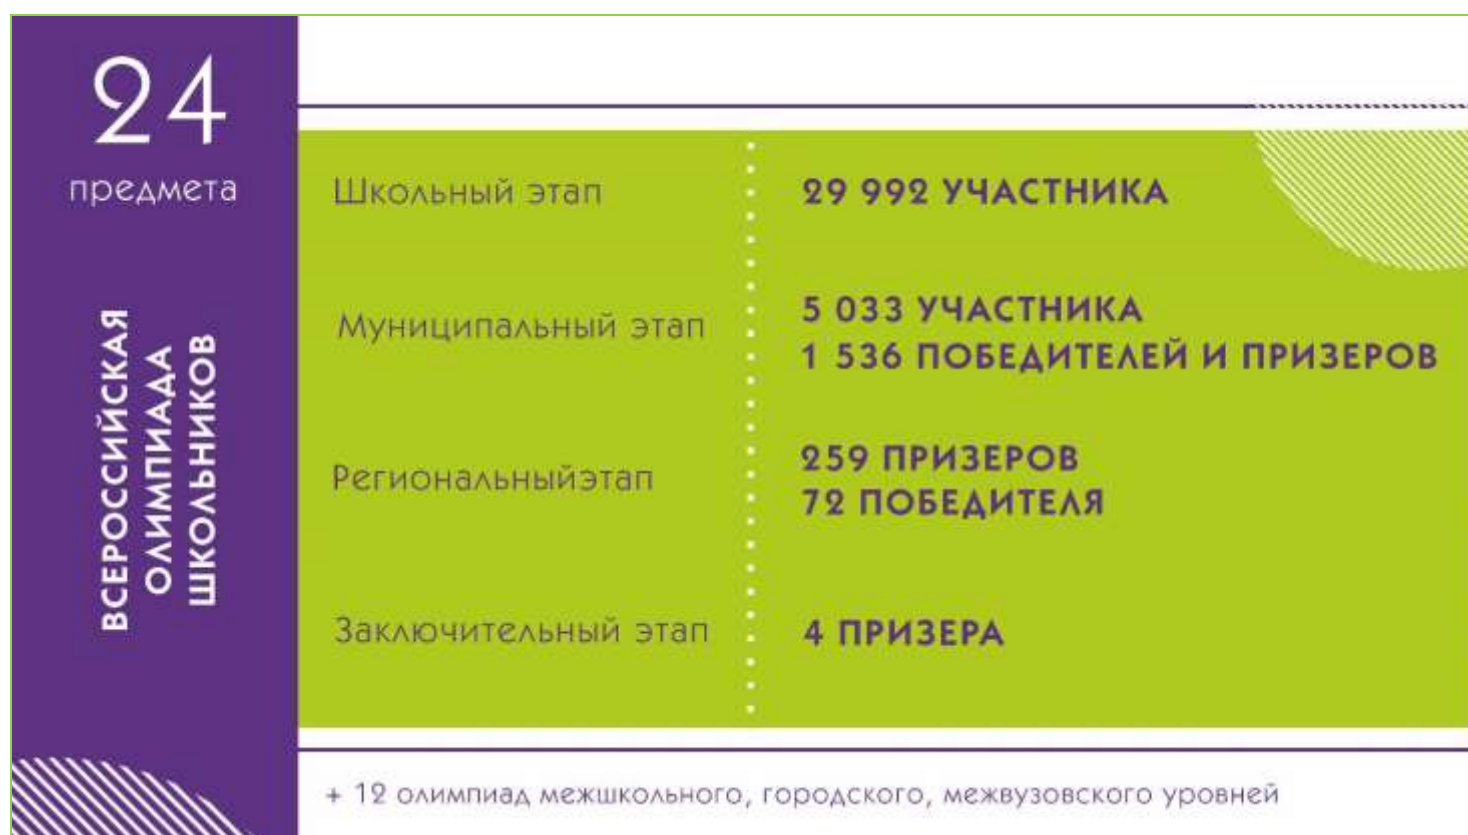 24
предмета
ВСЕРОССИЙСКАЯ
ОЛИМПИАДА
ШКОЛЬНИКОВ
Школьный этап
29 992 УЧАСТНИКА
Муниципальный этап
5 033 УЧАСТНИКА
1 536 ПОБЕДИТЕЛЕЙ И ПРИЗЕРОВ
Региональныйэтап
259 ПРИЗЕРОВ
72 ПОБЕДИТЕЛЯ
Заключительный этап
4 ПРИЗЕРА
+ 12 олимпиад межшкольного, городского, межвузовского уровней